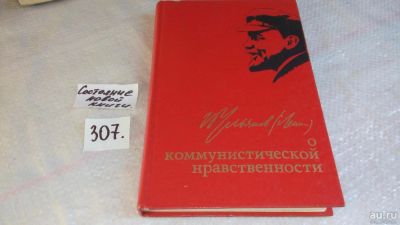 Состояние
новой
книги.
307.
В. Ульянов (Ленин)
о
коммунистической
нравственности
au.ru